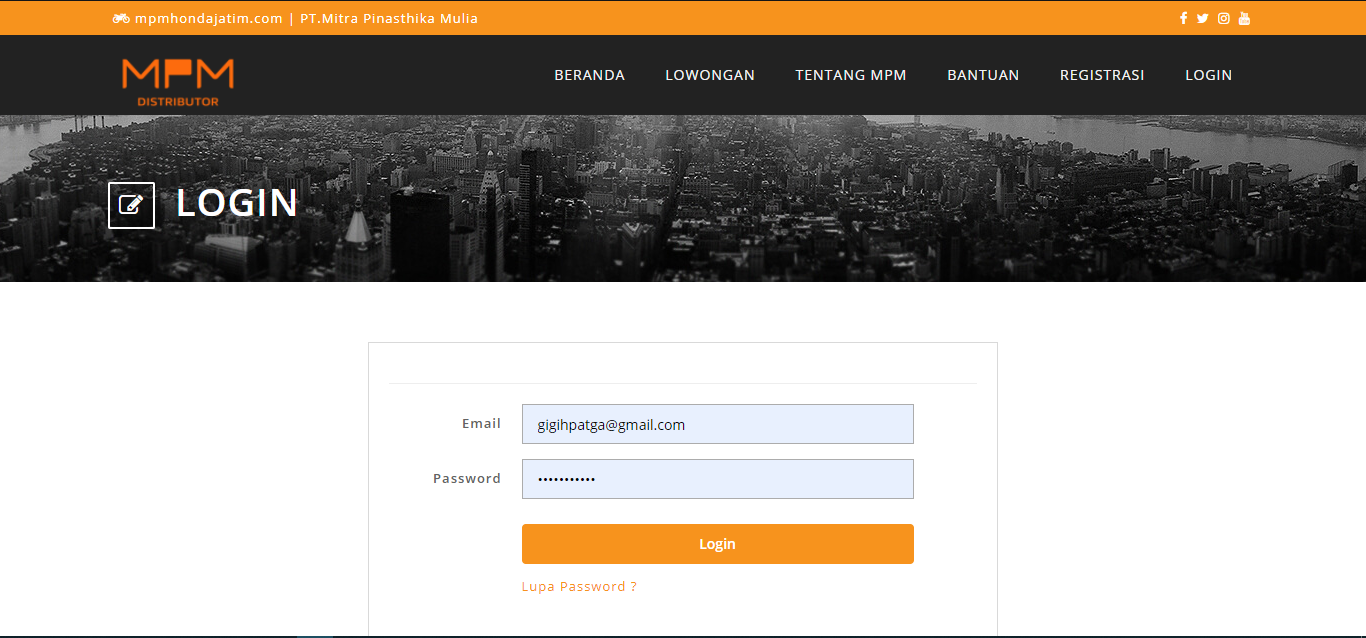 mpmhondajatim.com | PT.Mitra Pinasthika Mulia
MPM
DISTRIBUTOR
BERANDA LOWONGAN TENTANG MPM BANTUAN REGISTRASI LOGIN
LOGIN
Email gigihpatga@gmail.com
Password •••••••••••
Login
Lupa Password ?